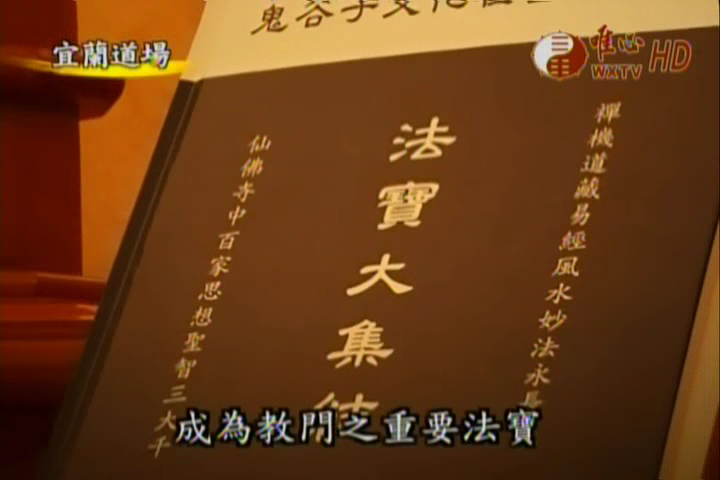 宜蘭道場
唯心
WXTV HD
鬼谷子文化
禪機道藏易經風水妙法永
法寶大集結
仙佛寺中百家思想聖智三大千
成為教門之重要法寶